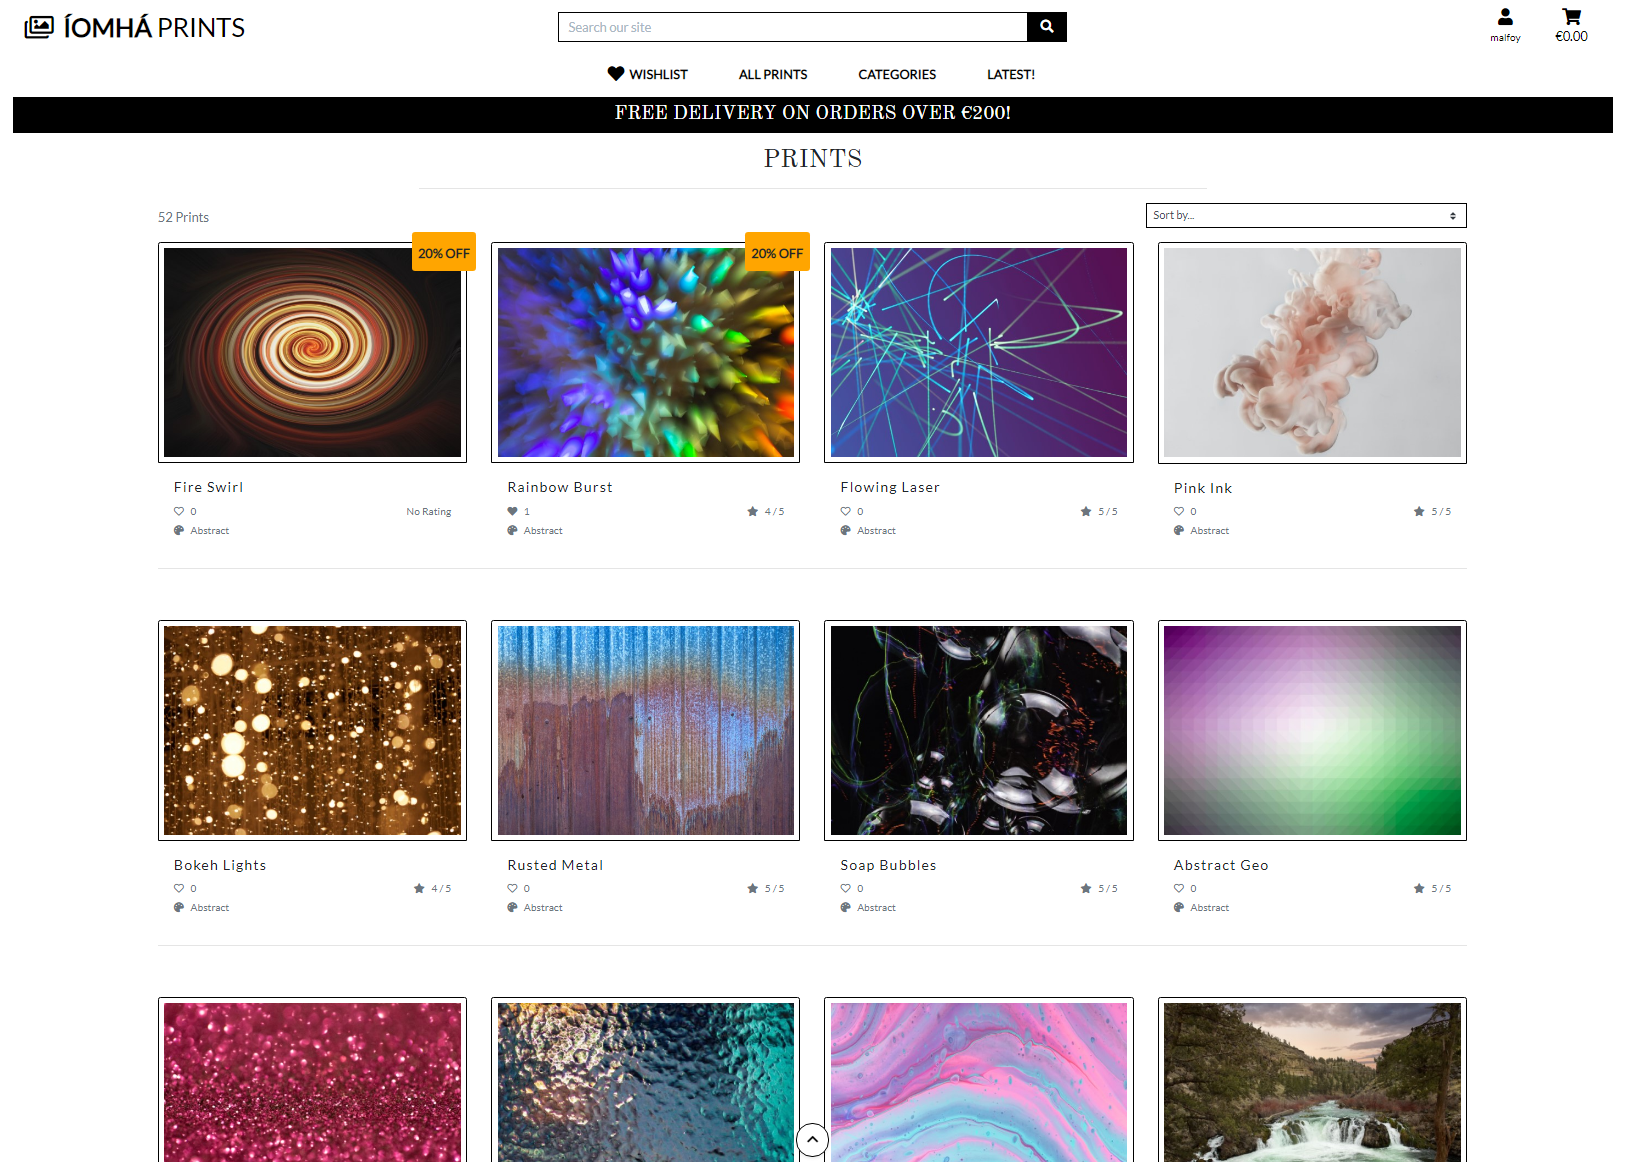 ÍOMHÁ PRINTS
Search our site
malfoy
€0.00
WISHLIST
ALL PRINTS
CATEGORIES
LATEST!
FREE DELIVERY ON ORDERS OVER €200!
PRINTS
52 Prints
Sort by...
20% OFF
20% OFF
Fire Swirl
0
No Rating
Abstract
Rainbow Burst
1
4 / 5
Abstract
Flowing Laser
0
5 / 5
Abstract
Pink Ink
0
5 / 5
Abstract
Bokeh Lights
0
4 / 5
Abstract
Rusted Metal
0
5 / 5
Abstract
Soap Bubbles
0
5 / 5
Abstract
Abstract Geo
0
5 / 5
Abstract